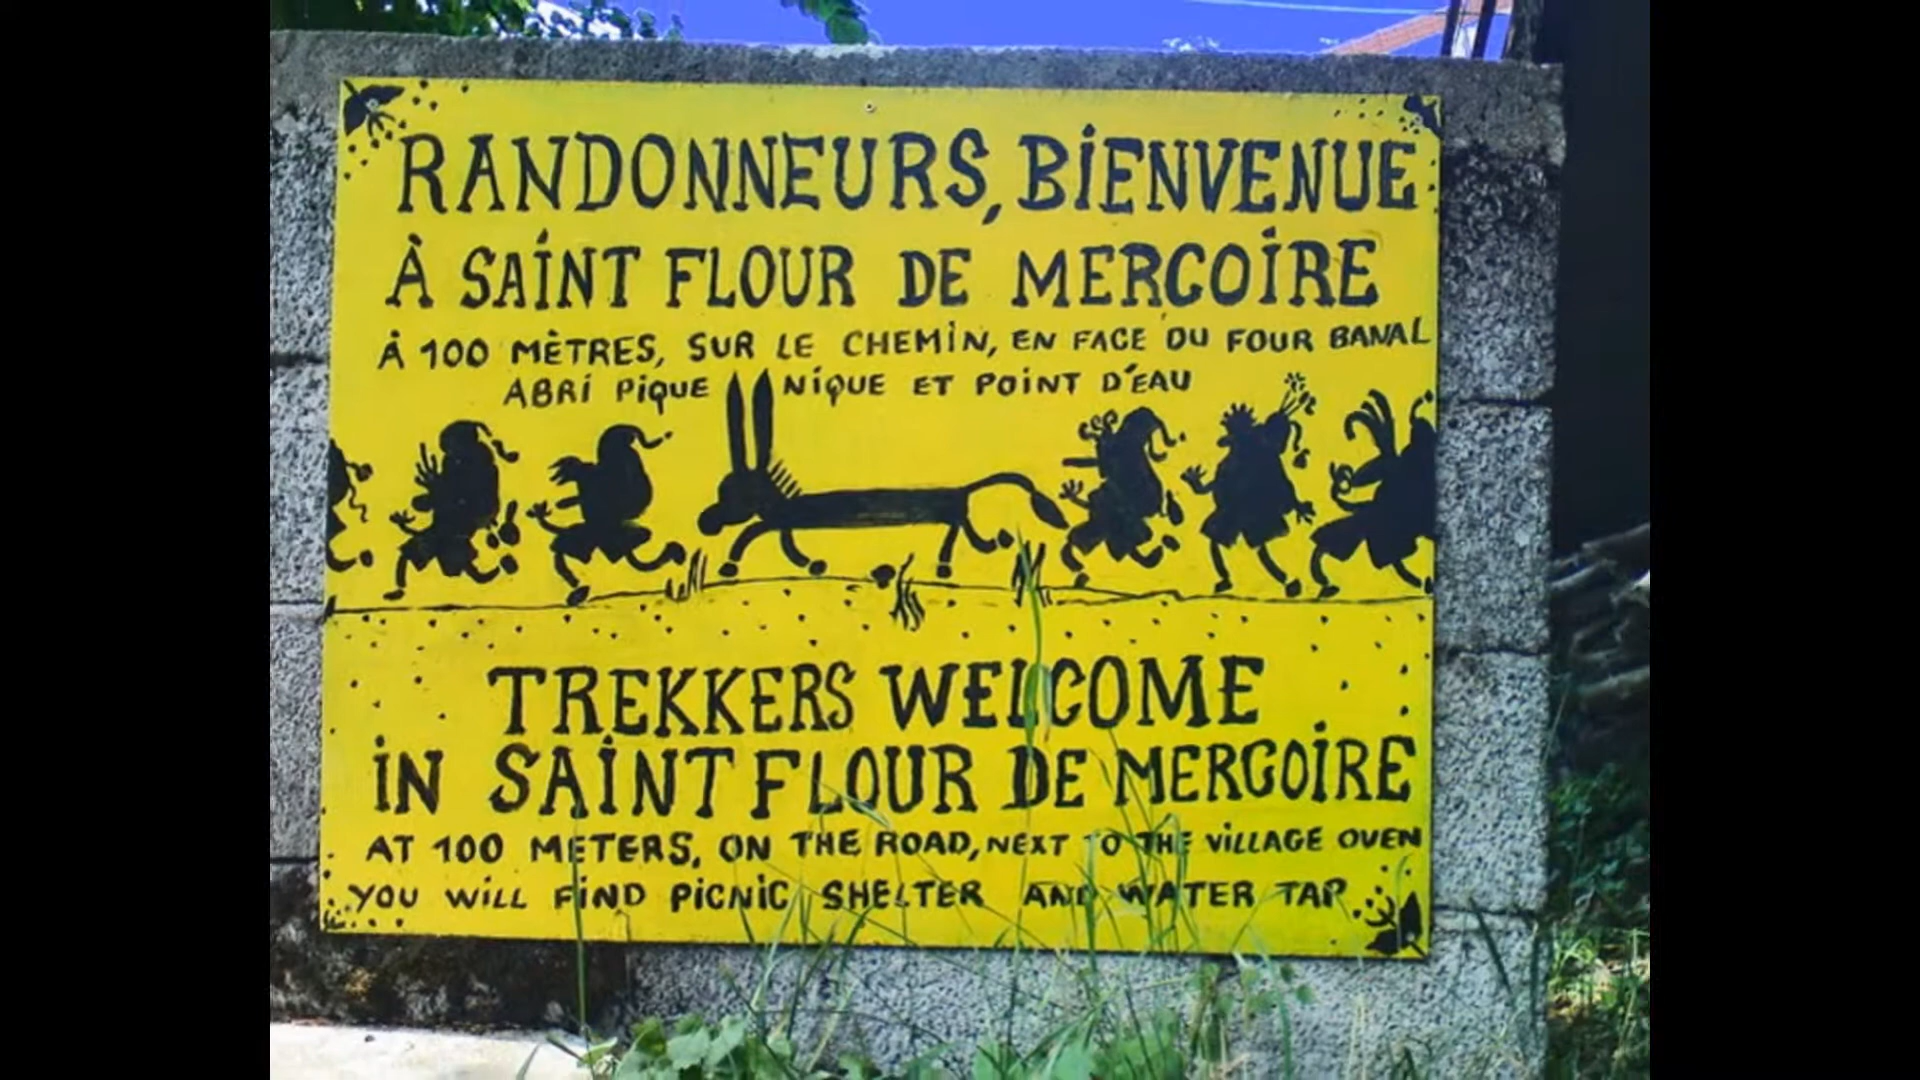 RANDONNEURS, BIENVENUE
À SAINT FLOUR DE MERCOIRE
À 100 MÈTRES, SUR LE CHEMIN, EN FACE DU FOUR BANAL
ABRI PIQUE NIQUE ET POINT D'EAU
TREKKERS WELCOME
IN SAINT FLOUR DE MERCOIRE
AT 100 METERS, ON THE ROAD, NEXT TO THE VILLAGE OVEN
YOU WILL FIND PICNIC SHELTER AND WATER TAP